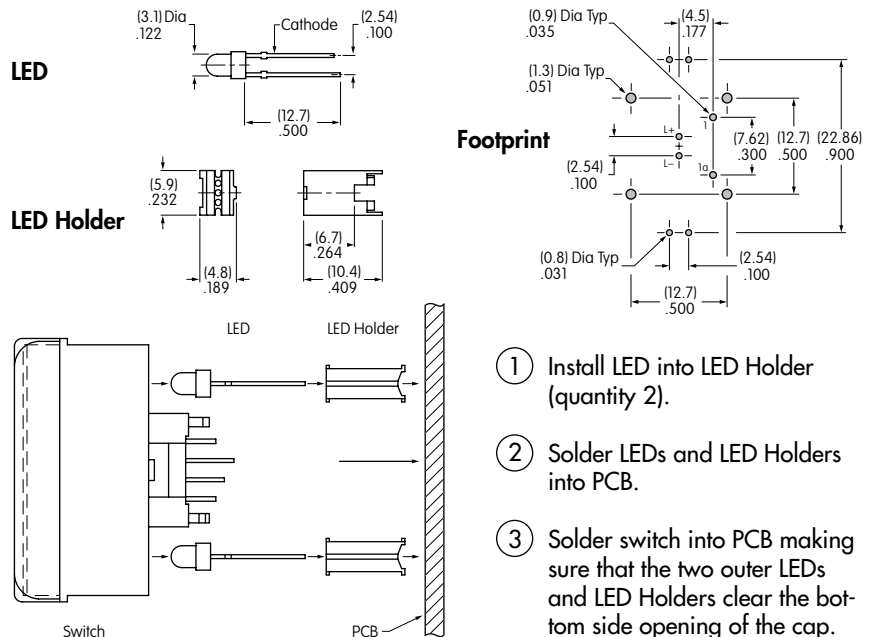 LED
(3.1) Dia
.122
Cathode
(2.54)
.100
(12.7)
.500
LED Holder
(5.9)
.232
(4.8)
.189
(6.7)
.264
(10.4)
.409
Footprint
(0.9) Dia Typ
.035
(4.5)
.177
(1.3) Dia Typ
.051
L+
L–
1
1a
(2.54)
.100
(7.62)
.300
(12.7)
.500
(22.86)
.900
(0.8) Dia Typ
.031
(2.54)
.100
(12.7)
.500
LED
LED Holder
Switch
PCB
1 Install LED into LED Holder
(quantity 2).
2 Solder LEDs and LED Holders
into PCB.
3 Solder switch into PCB making
sure that the two outer LEDs
and LED Holders clear the bot-
tom side opening of the cap.